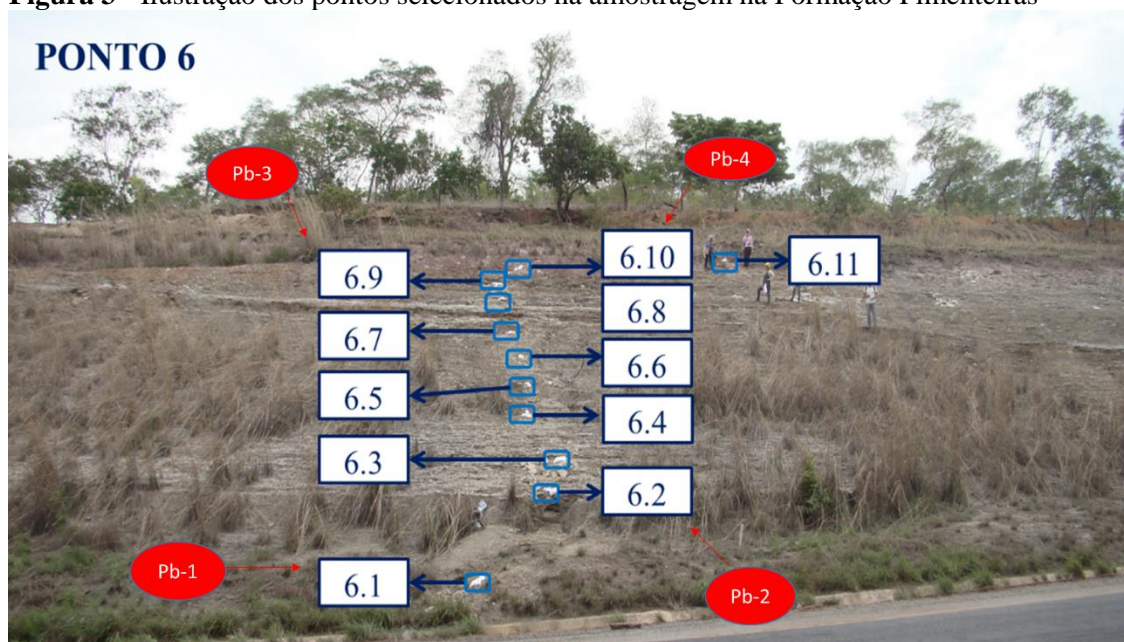 Figura 3 - Ilustração dos pontos selecionados na amostragem na Formação Pimenteiras
PONTO 6
Pb-3
Pb-4
6.9
6.10
6.11
6.7
6.8
6.5
6.6
6.3
6.4
6.2
Pb-1
6.1
Pb-2